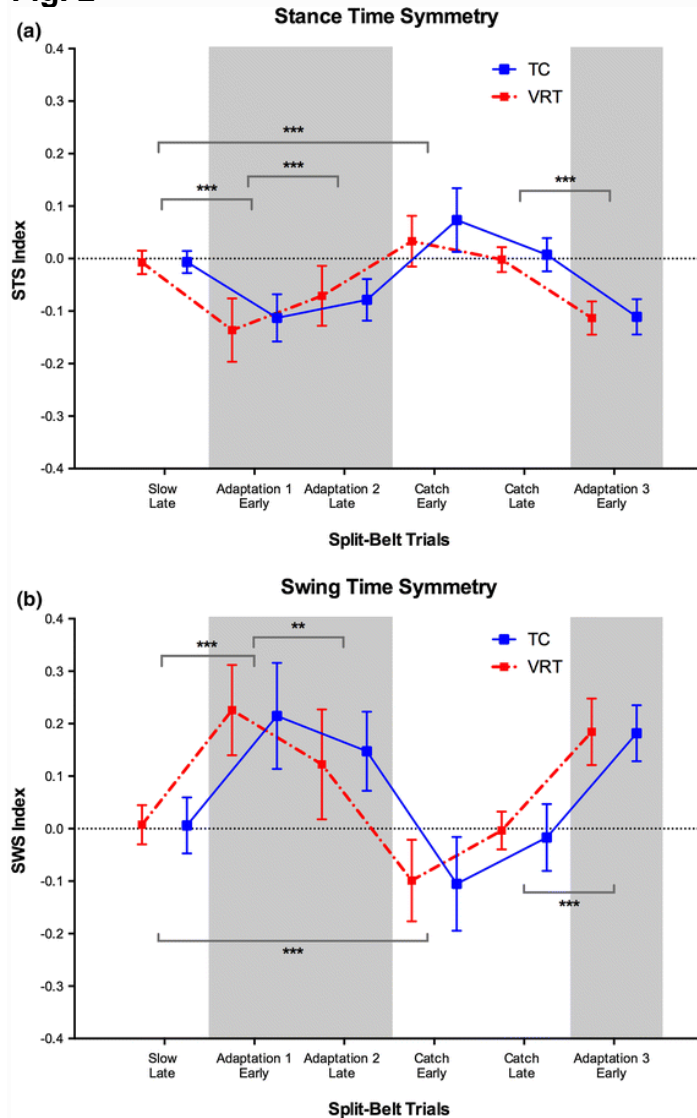 Stance Time Symmetry
(a)
0.4
0.3
0.2
0.1
0.0
-0.1
-0.2
-0.3
-0.4
STS Index
TC
VRT
***
***
***
***
Slow Late
Adaptation 1 Early
Adaptation 2 Late
Catch Early
Catch Late
Adaptation 3 Early
Split-Belt Trials
Swing Time Symmetry
(b)
0.4
0.3
0.2
0.1
0.0
-0.1
-0.2
-0.3
-0.4
SWS Index
TC
VRT
***
**
***
***
Slow Late
Adaptation 1 Early
Adaptation 2 Late
Catch Early
Catch Late
Adaptation 3 Early
Split-Belt Trials